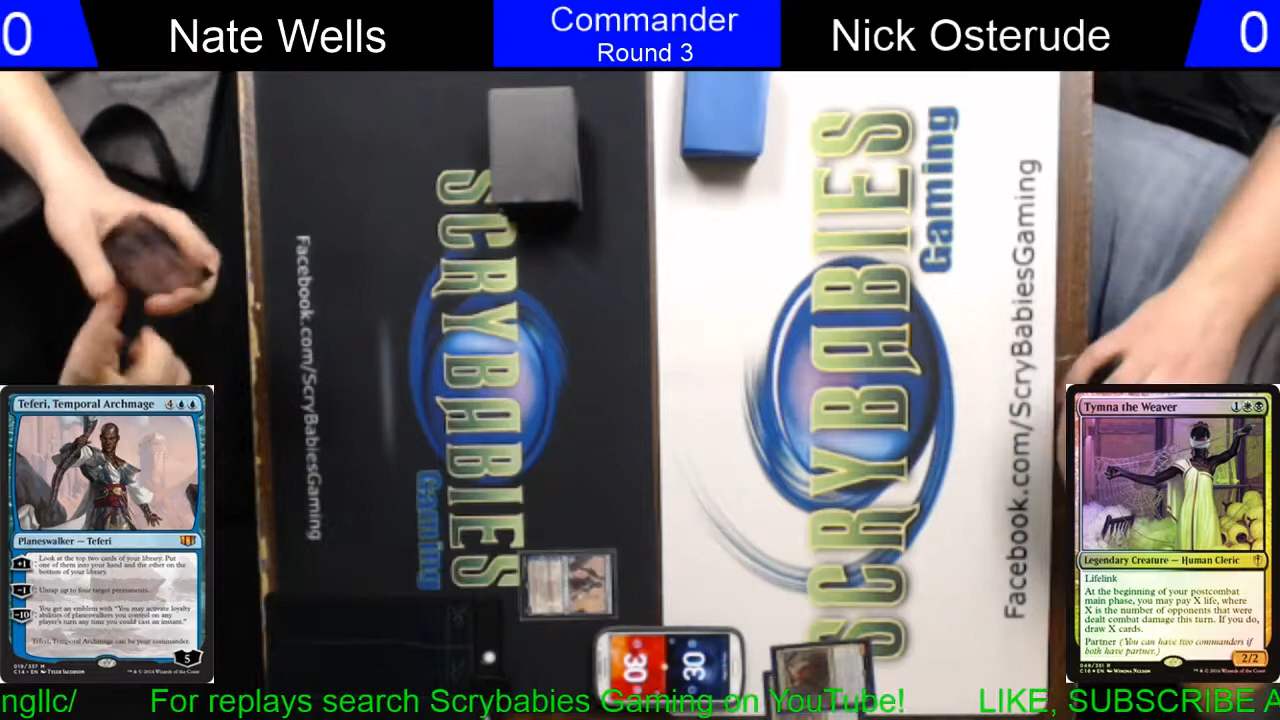 0
Nate Wells
Commander
Round 3
Nick Osterude
0
SCRYBABIES
Gaming
Facebook.com/ScryBabiesGaming
SCRYBABIES
Gaming
Facebook.com/ScryBabiesGaming
30
30
Teferi, Temporal Archmage 4
Planeswalker — Teferi
+1: Look at the top two cards of your library. Put
one of them into your hand and the other on the
bottom of your library.
−1: Untap up to four target permanents.
−10: You get an emblem with "You may activate loyalty
abilities of planeswalkers you control on any
player's turn any time you could cast an instant."
Teferi, Temporal Archmage can be your commander.
5
Tymna the Weaver 1
Legendary Creature — Human Cleric
Lifelink
At the beginning of your postcombat
main phase, you may pay X life, where
X is the number of opponents that were
dealt combat damage this turn. If you do,
draw X cards.
Partner (You can have two commanders if
both have partner.)
2/2
ngllc/ For replays search Scrybabies Gaming on YouTube! LIKE, SUBSCRIBE A